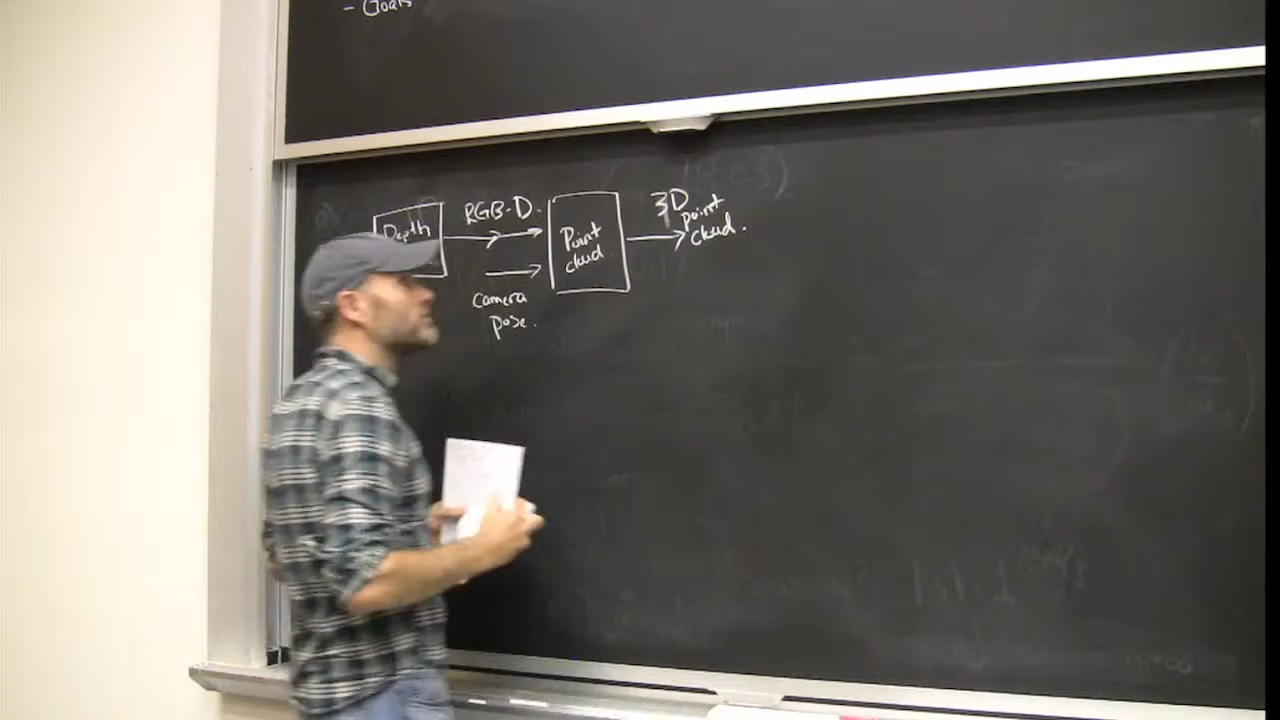 - Goals
Depth
RGB-D.
camera
pose.
Point
cloud
3D
point
cloud.